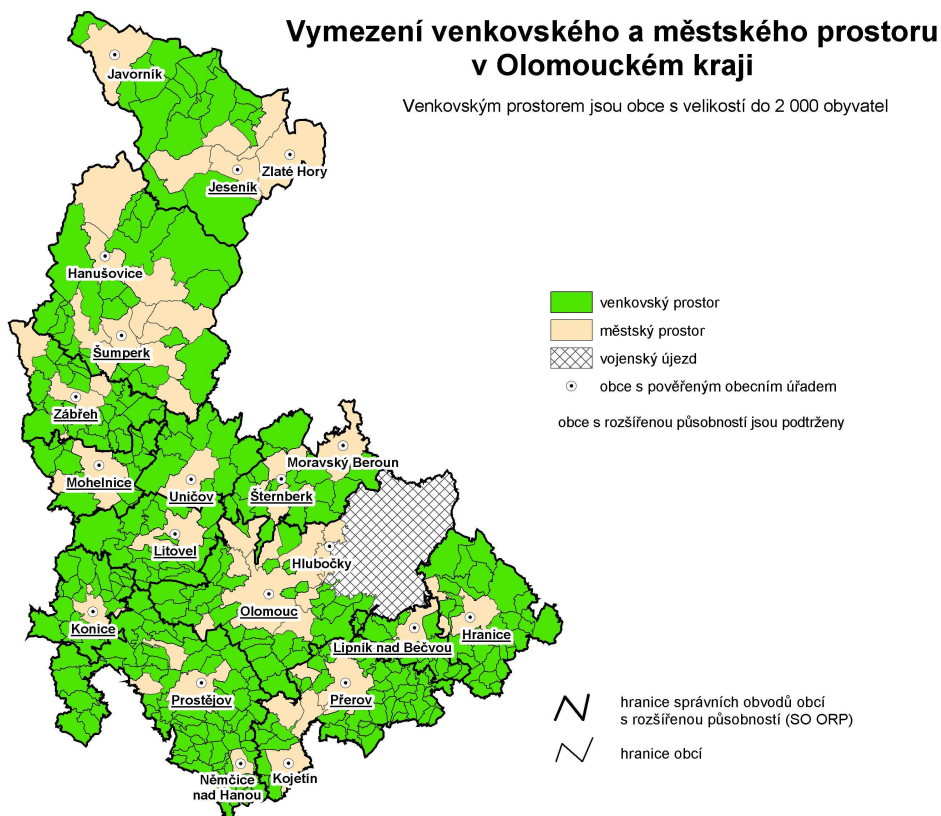 Vymezení venkovského a městského prostoru
v Olomouckém kraji
Venkovským prostorem jsou obce s velikostí do 2 000 obyvatel
Javorník
Zlaté Hory
Jeseník
Hanušovice
venkovský prostor
městský prostor
vojenský újezd
obce s pověřeným obecním úřadem
obce s rozšířenou působností jsou podtrženy
Šumperk
Zábřeh
Moravský Beroun
Mohelnice
Uničov
Šternberk
Litovel
Hlubočky
Olomouc
Konice
Hranice
Lipník nad Bečvou
Prostějov
Přerov
hranice správních obvodů obcí
s rozšířenou působností (SO ORP)
hranice obcí
Němčice
nad Hanou
Kojetín